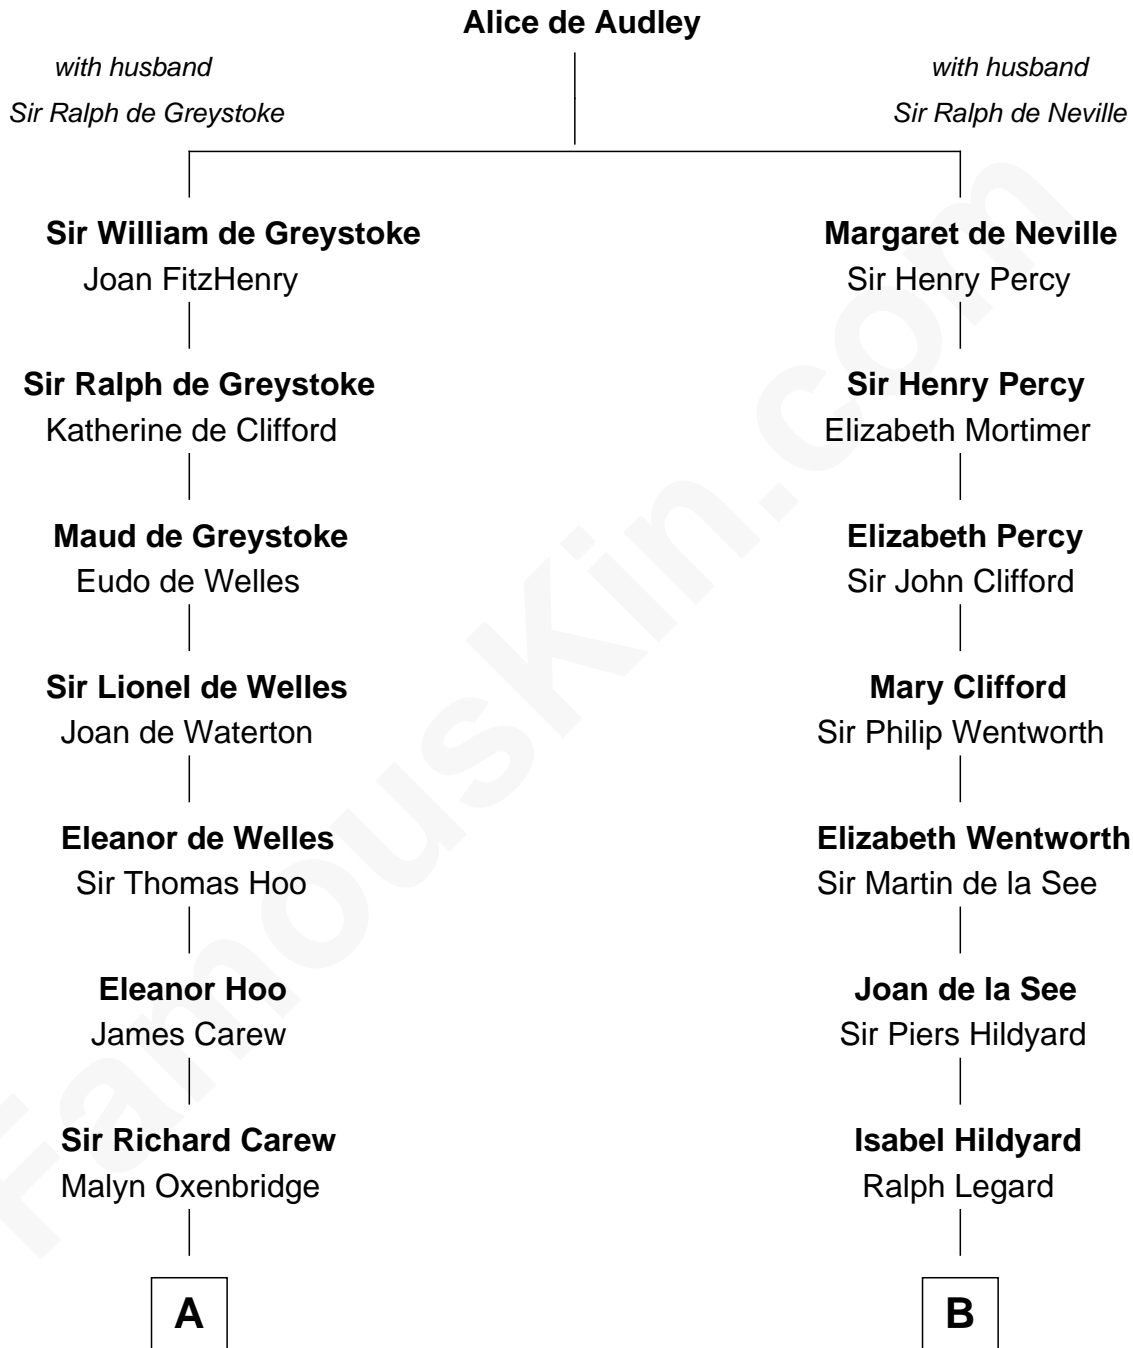 Alice de Audley
with husband
Sir Ralph de Greystoke
with husband
Sir Ralph de Neville
Sir William de Greystoke
Joan FitzHenry
Margaret de Neville
Sir Henry Percy
Sir Ralph de Greystoke
Katherine de Clifford
Sir Henry Percy
Elizabeth Mortimer
Maud de Greystoke
Eudo de Welles
Elizabeth Percy
Sir John Clifford
Sir Lionel de Welles
Joan de Waterton
Mary Clifford
Sir Philip Wentworth
Eleanor de Welles
Sir Thomas Hoo
Elizabeth Wentworth
Sir Martin de la See
Eleanor Hoo
James Carew
Joan de la See
Sir Piers Hildyard
Sir Richard Carew
Malyn Oxenbridge
Isabel Hildyard
Ralph Legard
A
B
FamousKin.com